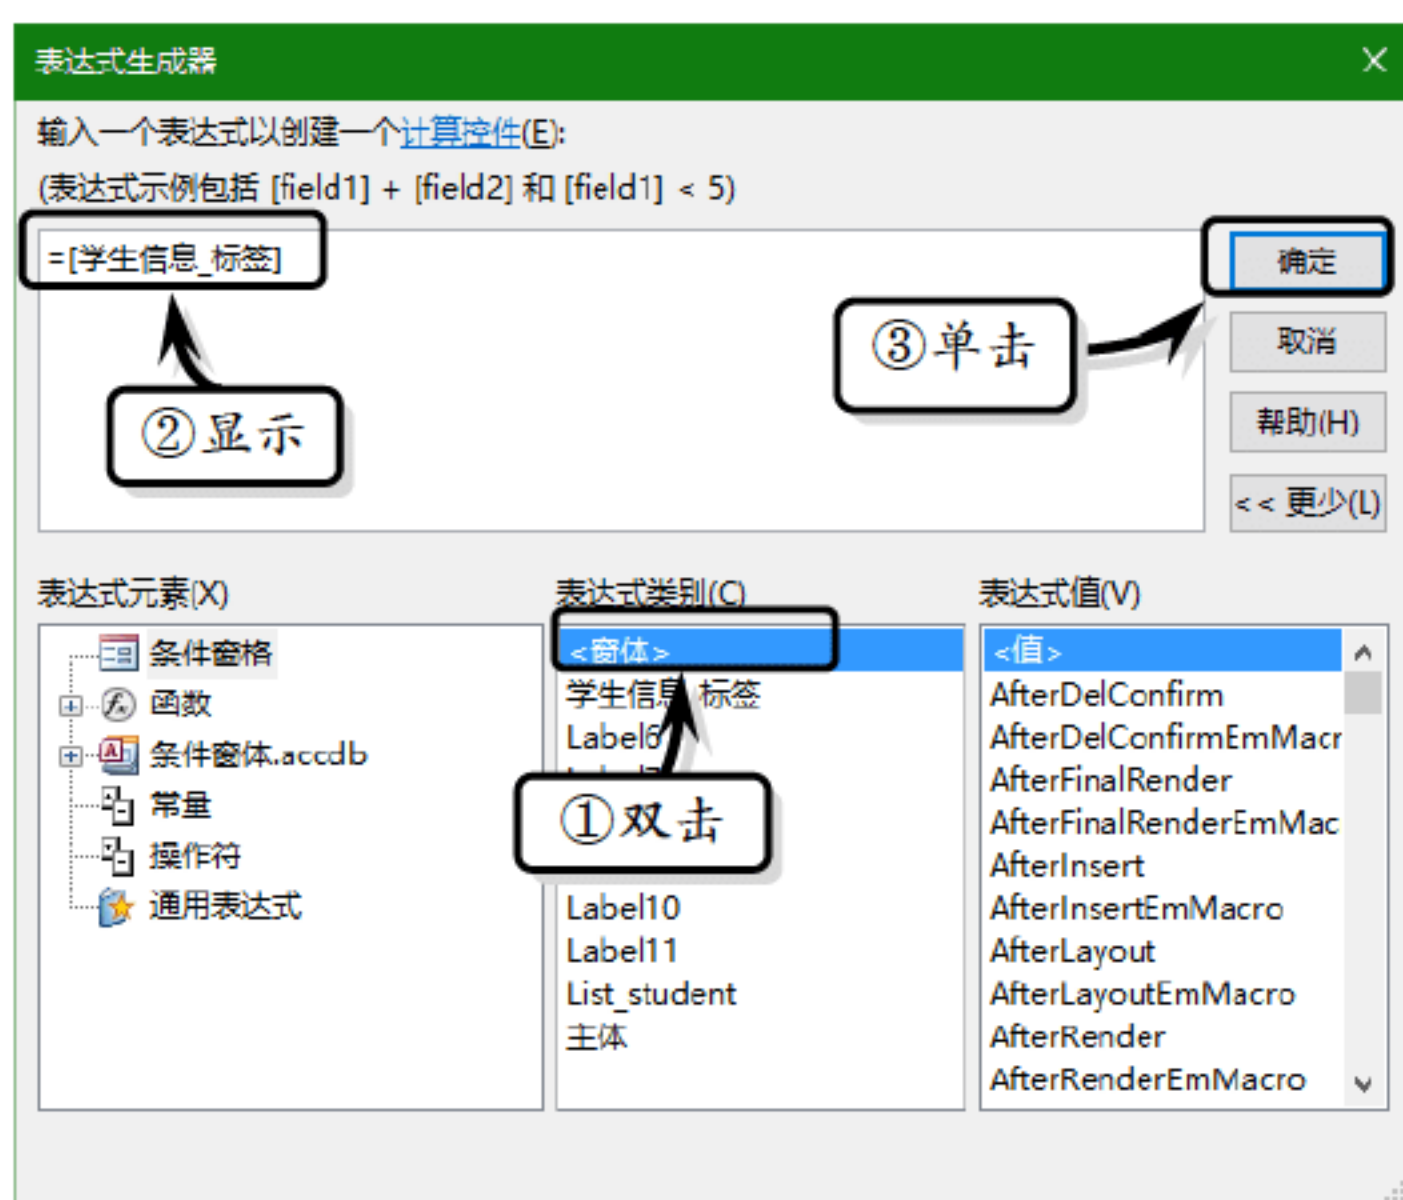 表达式生成器
输入一个表达式以创建一个计算控件(E):
(表达式示例包括 [field1] + [field2] 和 [field1] < 5)
=[学生信息_标签]
确定
③单击
取消
②显示
帮助(H)
<< 更少(L)
表达式元素(X)
条件窗格
函数
条件窗体.accdb
常量
操作符
通用表达式
表达式类别(C)
<窗体>
学生信息_标签
Label6
①双击
Label10
Label11
List_student
主体
表达式值(V)
<值>
AfterDelConfirm
AfterDelConfirmEmMacr
AfterFinalRender
AfterFinalRenderEmMac
AfterInsert
AfterInsertEmMacro
AfterLayout
AfterLayoutEmMacro
AfterRender
AfterRenderEmMacro